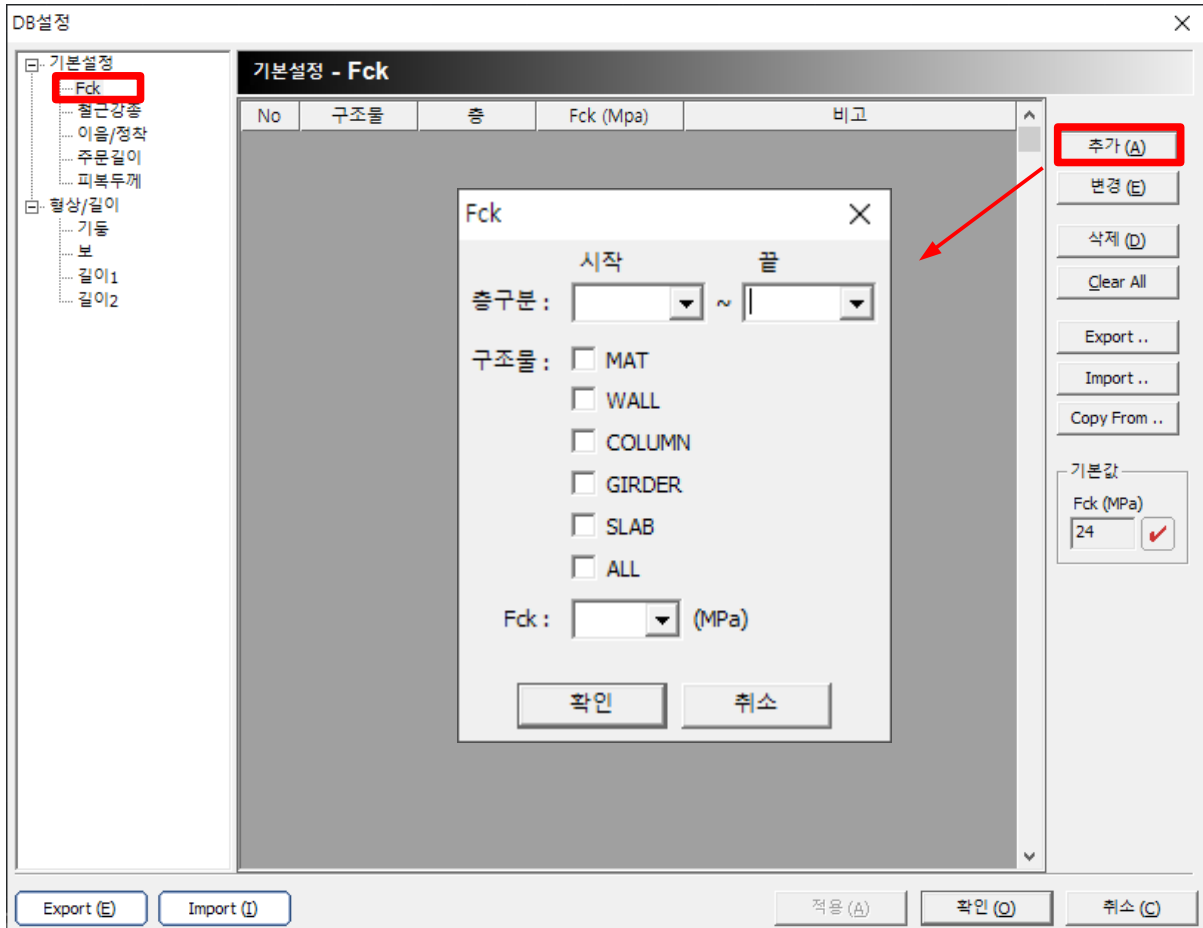 DB설정
기본설정
Fck
철근강종
이음/정착
주문길이
피복두께
형상/길이
기둥
보
길이1
길이2
기본설정 - Fck
No 구조물 층 Fck (Mpa) 비고
Fck
시작 끝
층구분 : ~
구조물 : MAT
WALL
COLUMN
GIRDER
SLAB
ALL
Fck : (MPa)
확인 취소
추가 (A)
변경 (E)
삭제 (D)
Clear All
Export ..
Import ..
Copy From ..
기본값
Fck (MPa)
24
Export (E) Import (I) 적용 (A) 확인 (O) 취소 (C)